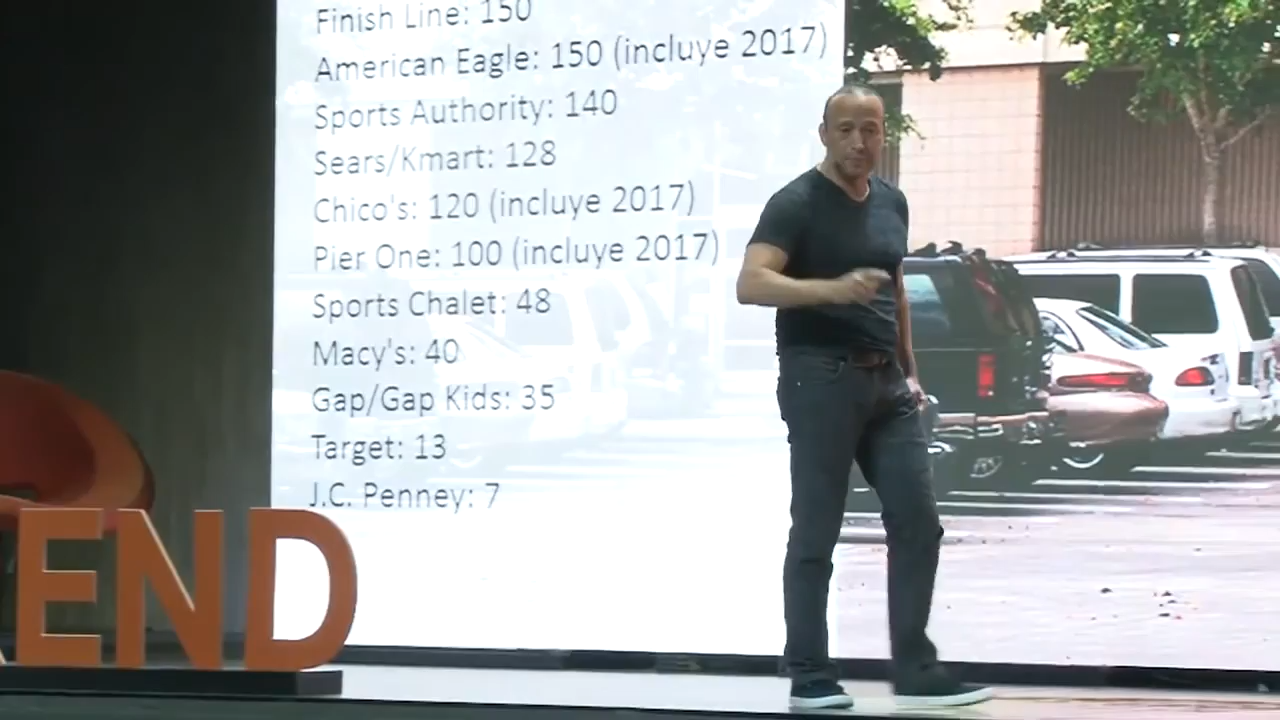 Finish Line: 150
American Eagle: 150 (incluye 2017)
Sports Authority: 140
Sears/Kmart: 128
Chico's: 120 (incluye 2017)
Pier One: 100 (incluye 2017)
Sports Chalet: 48
Macy's: 40
Gap/Gap Kids: 35
Target: 13
J.C. Penney: 7
END